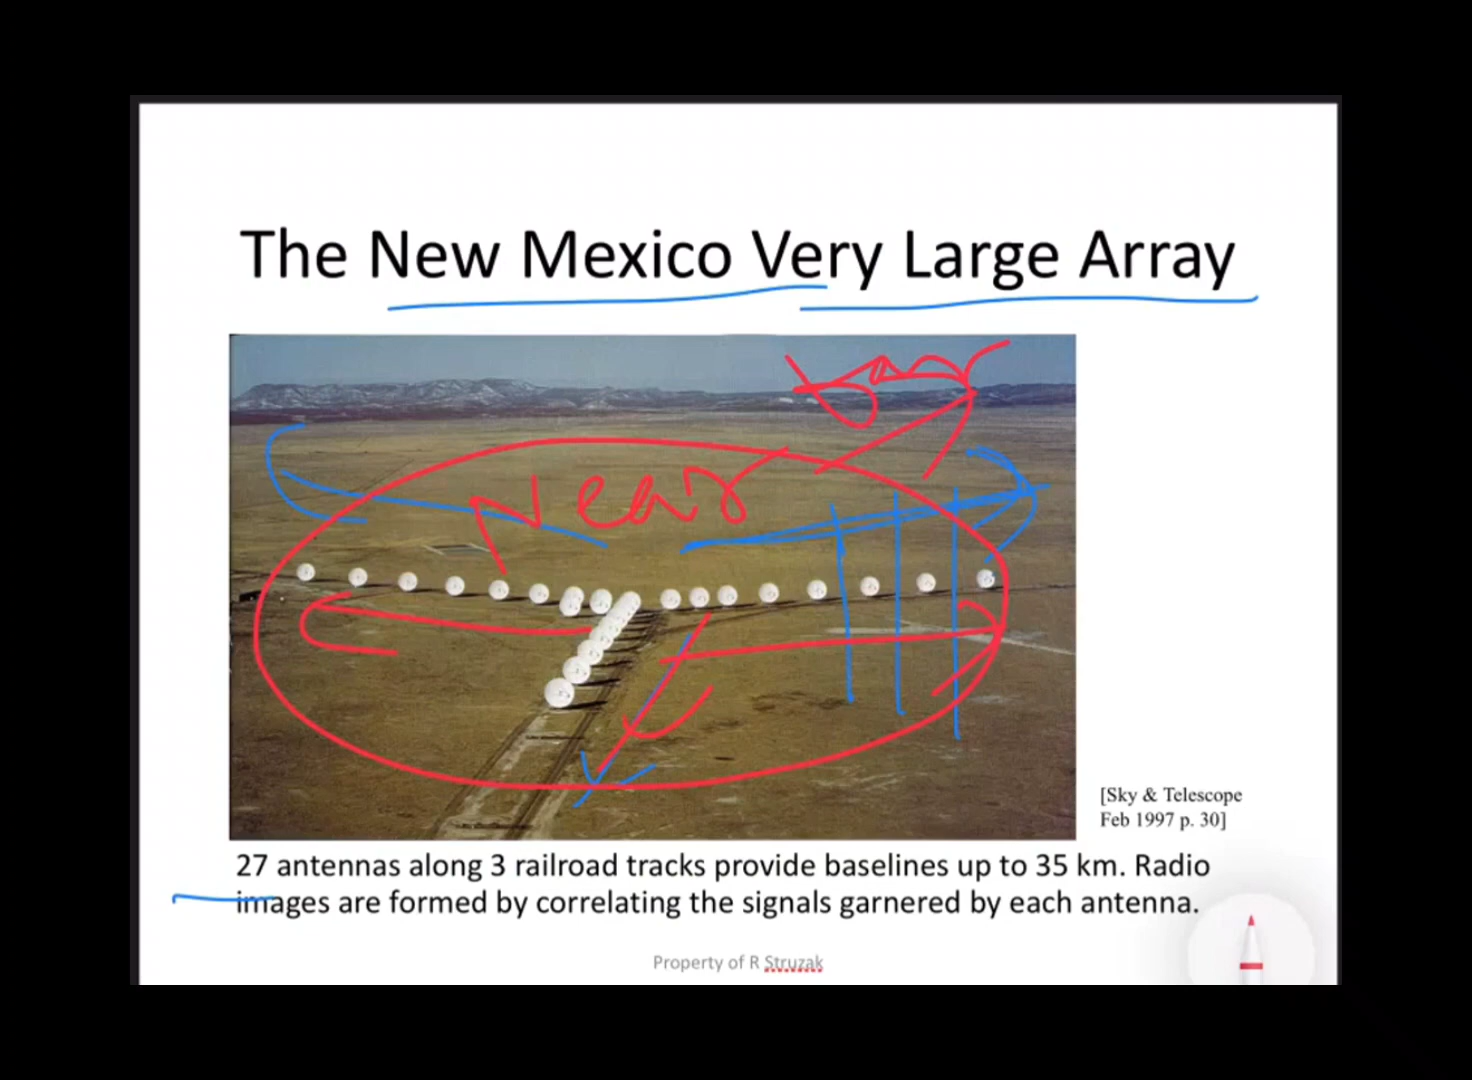 The New Mexico Very Large Array
far
Near
[Sky & Telescope
Feb 1997 p. 30]
27 antennas along 3 railroad tracks provide baselines up to 35 km. Radio
images are formed by correlating the signals garnered by each antenna.
Property of R Struzak